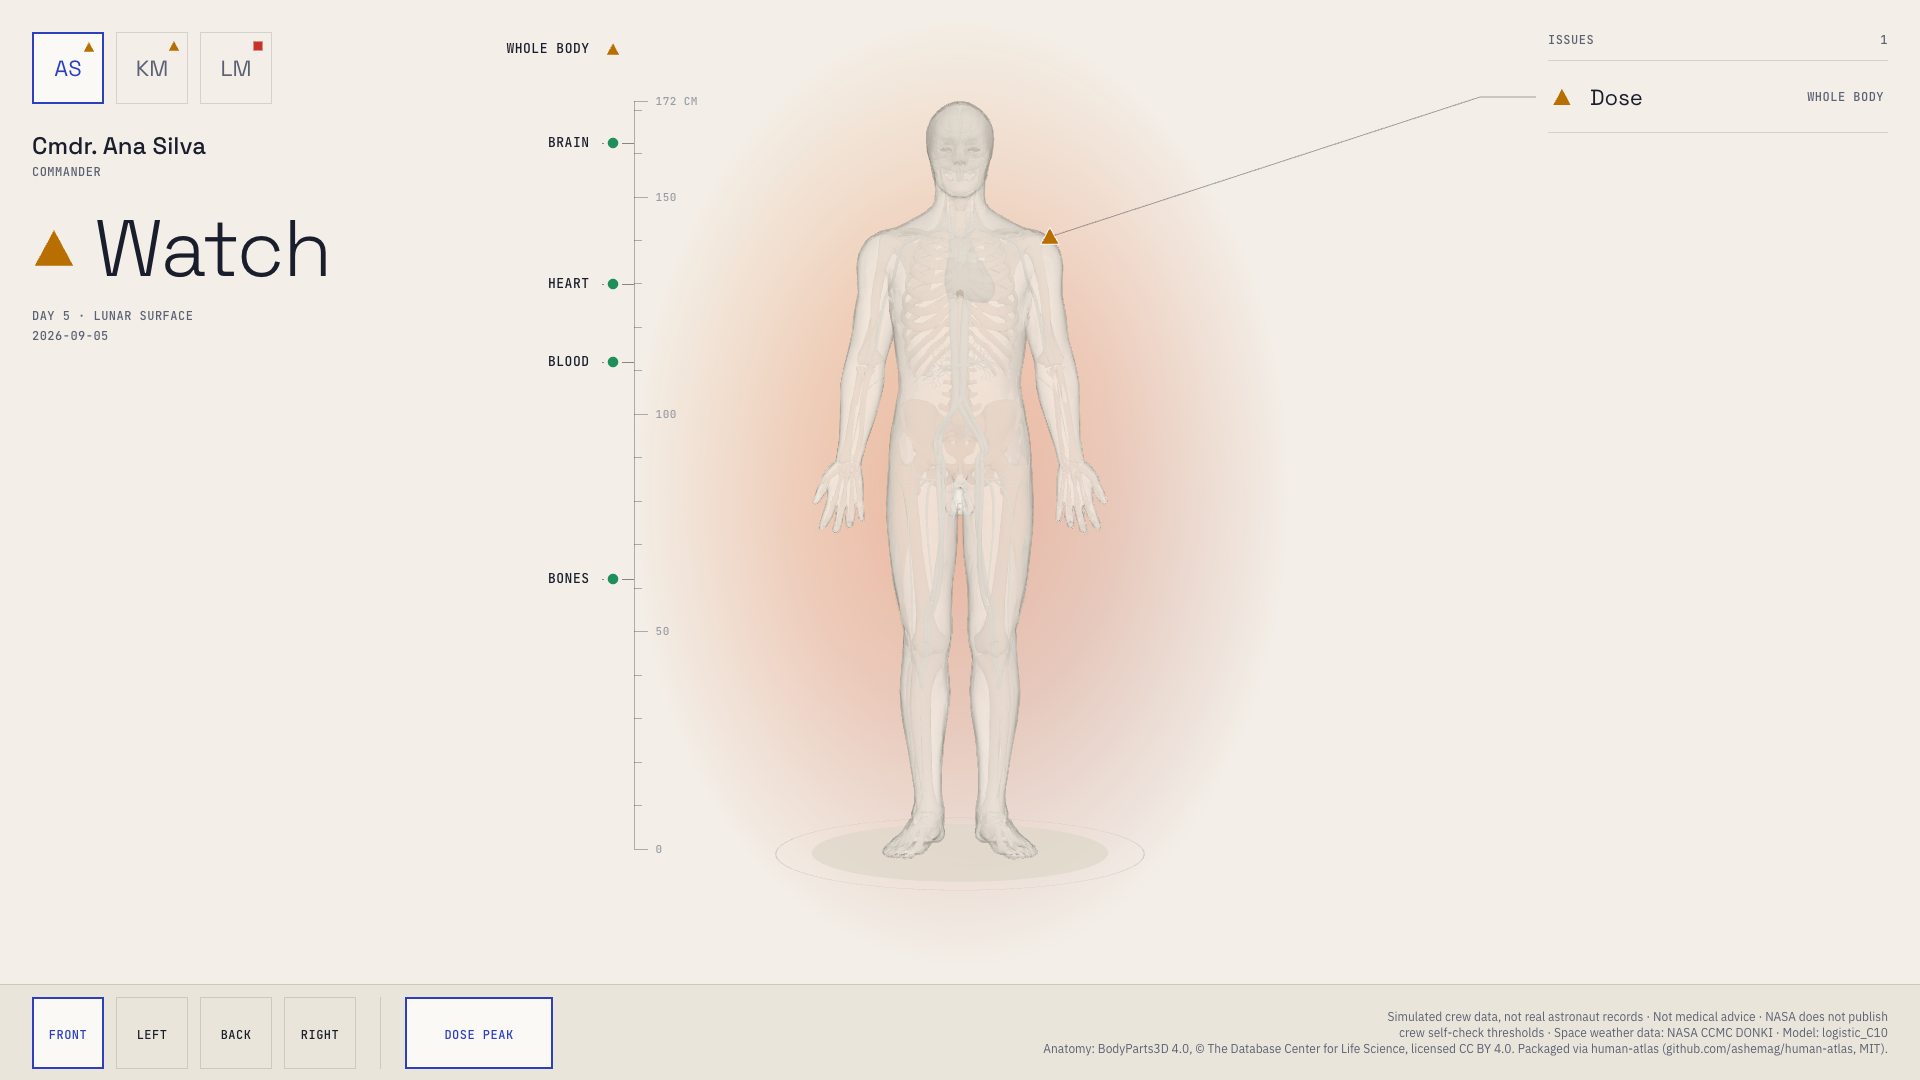 AS
KM
LM
Cmdr. Ana Silva
COMMANDER
Watch
DAY 5 · LUNAR SURFACE
2026-09-05
WHOLE BODY
172 CM
BRAIN
150
HEART
BLOOD
100
BONES
50
0
ISSUES 1
Dose WHOLE BODY
FRONT
LEFT
BACK
RIGHT
DOSE PEAK
Simulated crew data, not real astronaut records · Not medical advice · NASA does not publish
crew self-check thresholds · Space weather data: NASA CCMC DONKI · Model: logistic_C10
Anatomy: BodyParts3D 4.0, © The Database Center for Life Science, licensed CC BY 4.0. Packaged via human-atlas (github.com/ashemag/human-atlas, MIT).